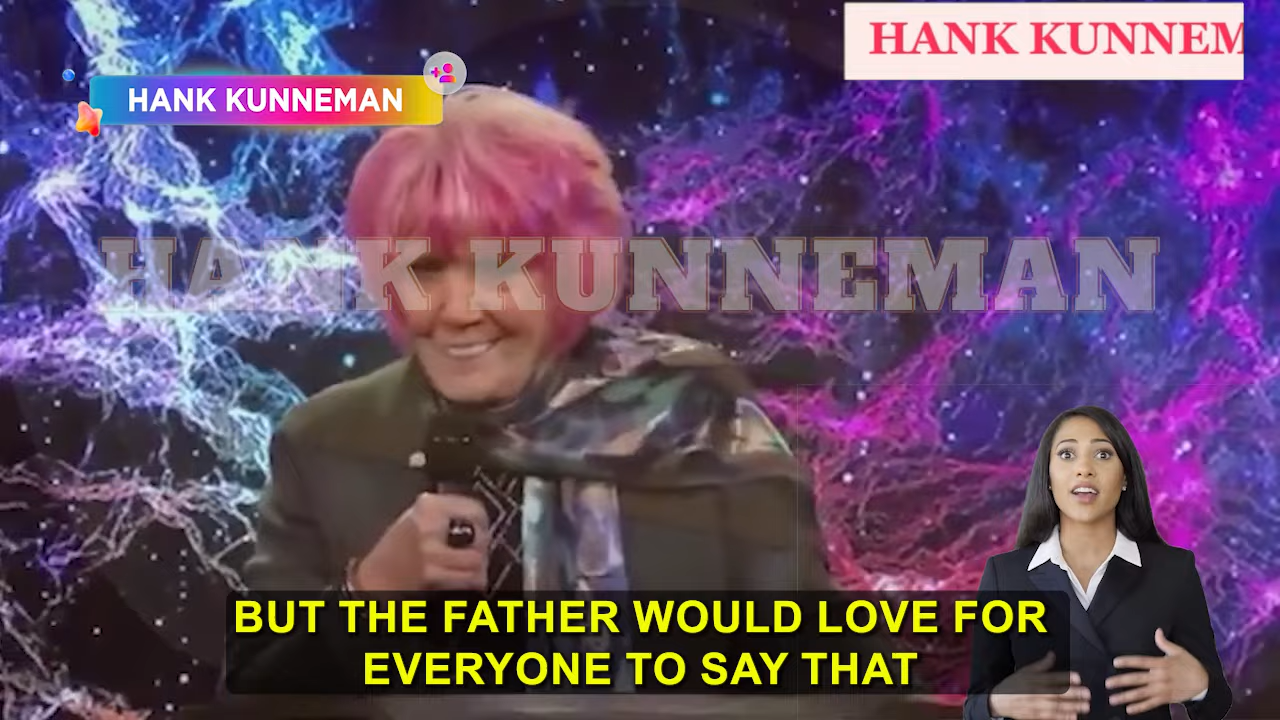 HANK KUNNEM
HANK KUNNEMAN
HANK KUNNEMAN
BUT THE FATHER WOULD LOVE FOR
EVERYONE TO SAY THAT